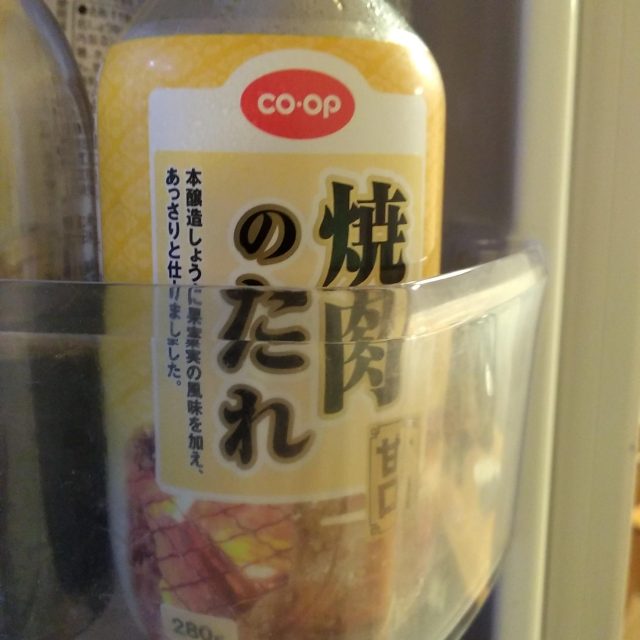 CO·OP
焼肉
のたれ
甘口
本醸造しょうゆに果実の風味を加え、
あっさりと仕上げました。
280g